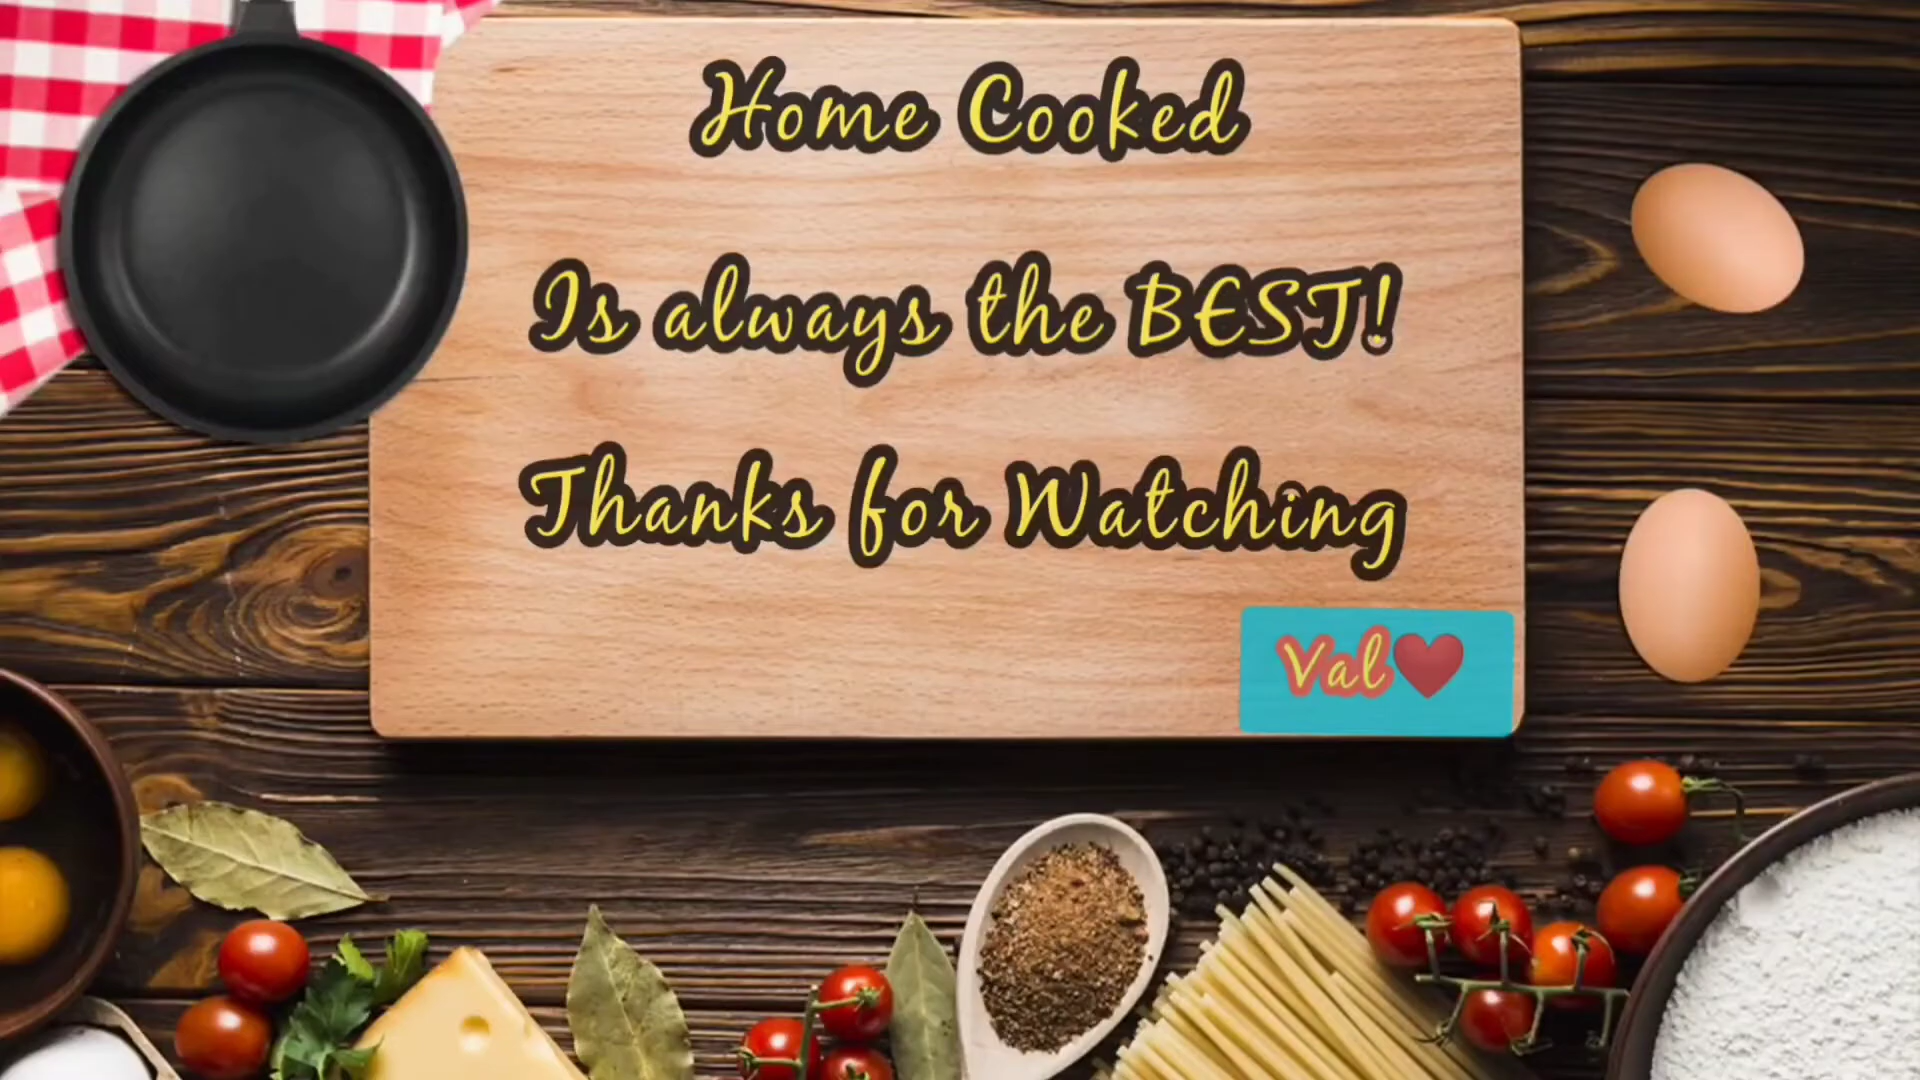 Home Cooked
Is always the BEST!
Thanks for Watching
Val❤️